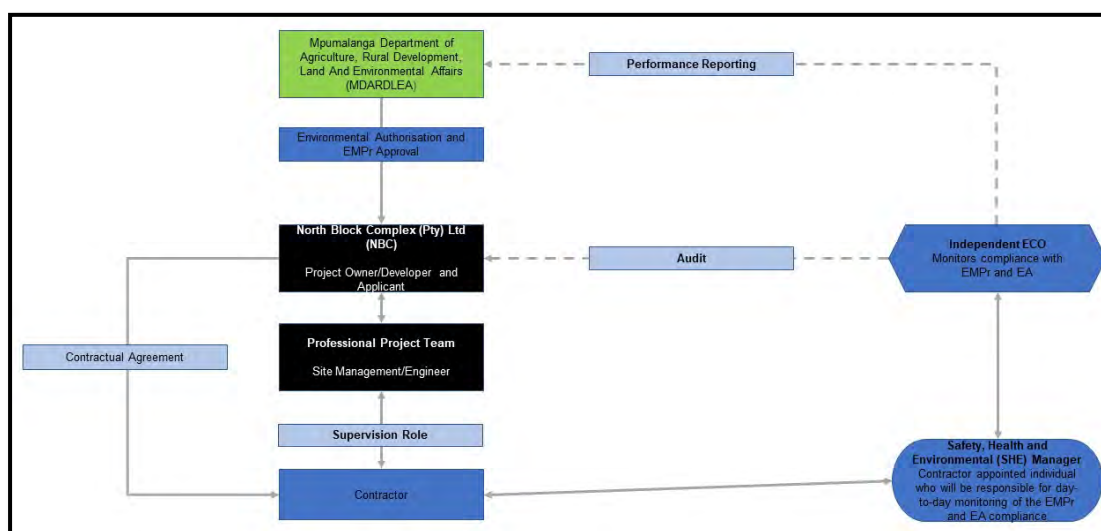 Mpumalanga Department of
Agriculture, Rural Development,
Land And Environmental Affairs
(MDARDLEA)
Performance Reporting
Environmental Authorisation and
EMPr Approval
North Block Complex (Pty) Ltd
(NBC)
Project Owner/Developer and
Applicant
Audit
Independent ECO
Monitors compliance with
EMPr and EA
Professional Project Team
Site Management/Engineer
Contractual Agreement
Supervision Role
Contractor
Safety, Health and
Environmental (SHE) Manager
Contractor appointed individual
who will be responsible for day-
to-day monitoring of the EMPr
and EA compliance